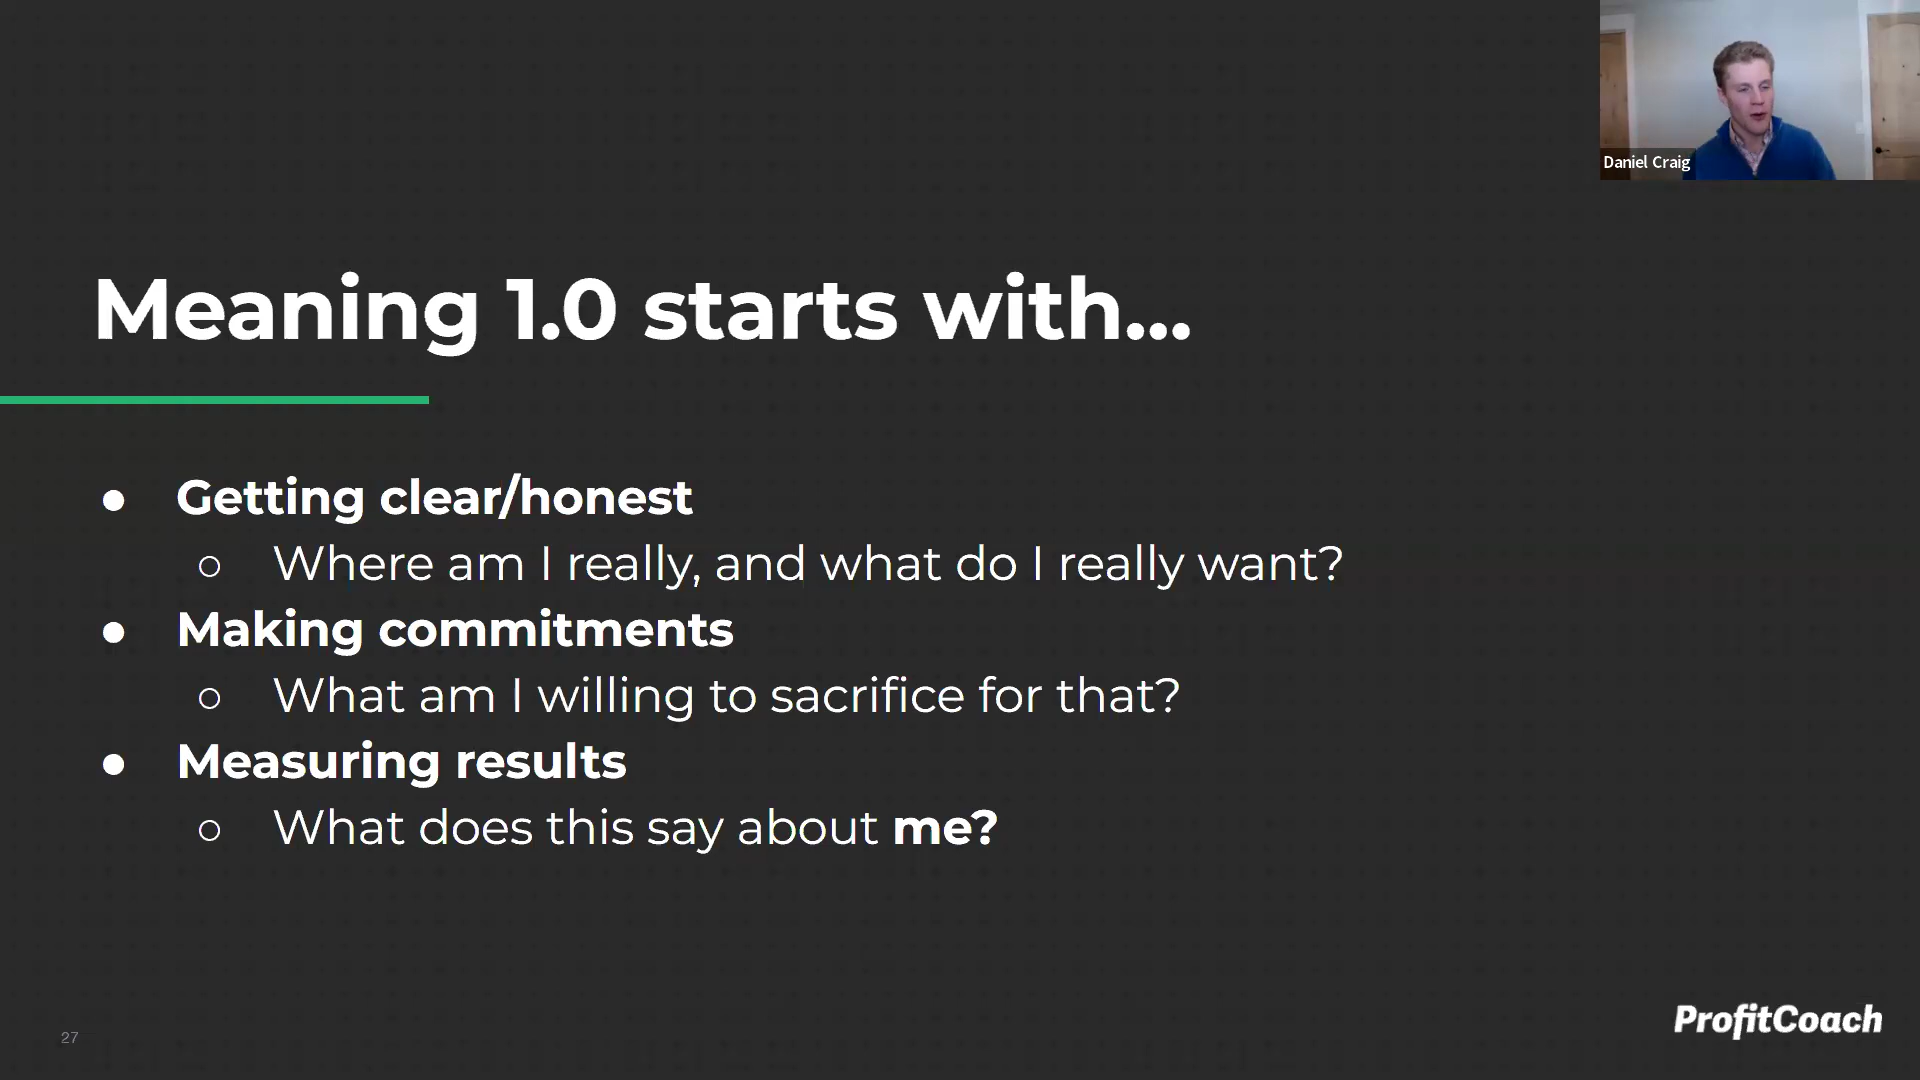 Daniel Craig
Meaning 1.0 starts with...
● Getting clear/honest
○ Where am I really, and what do I really want?
● Making commitments
○ What am I willing to sacrifice for that?
● Measuring results
○ What does this say about me?
27
ProfitCoach